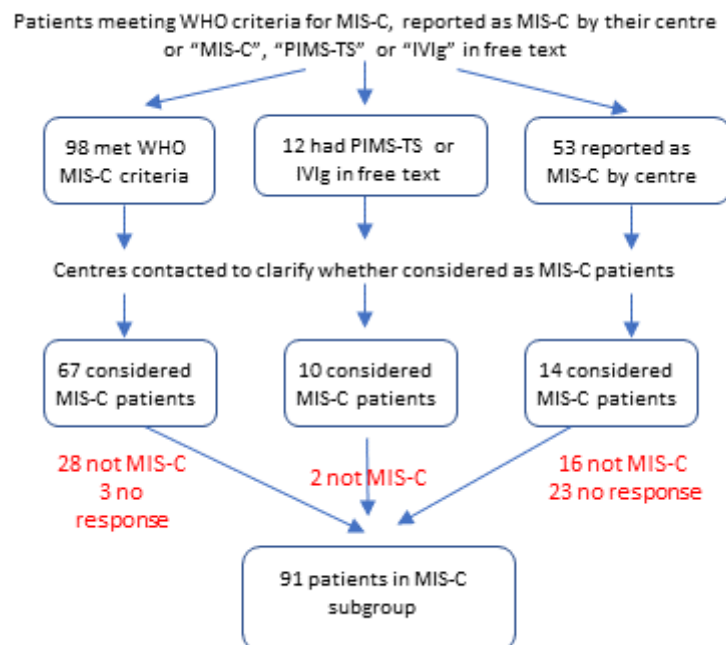 Patients meeting WHO criteria for MIS-C, reported as MIS-C by their centre
or “MIS-C”, “PIMS-TS” or “IVIg” in free text
98 met WHO
MIS-C criteria
12 had PIMS-TS or
IVIg in free text
53 reported as
MIS-C by centre
Centres contacted to clarify whether considered as MIS-C patients
67 considered
MIS-C patients
10 considered
MIS-C patients
14 considered
MIS-C patients
28 not MIS-C
3 no
response
2 not MIS-C
16 not MIS-C
23 no response
91 patients in MIS-C
subgroup